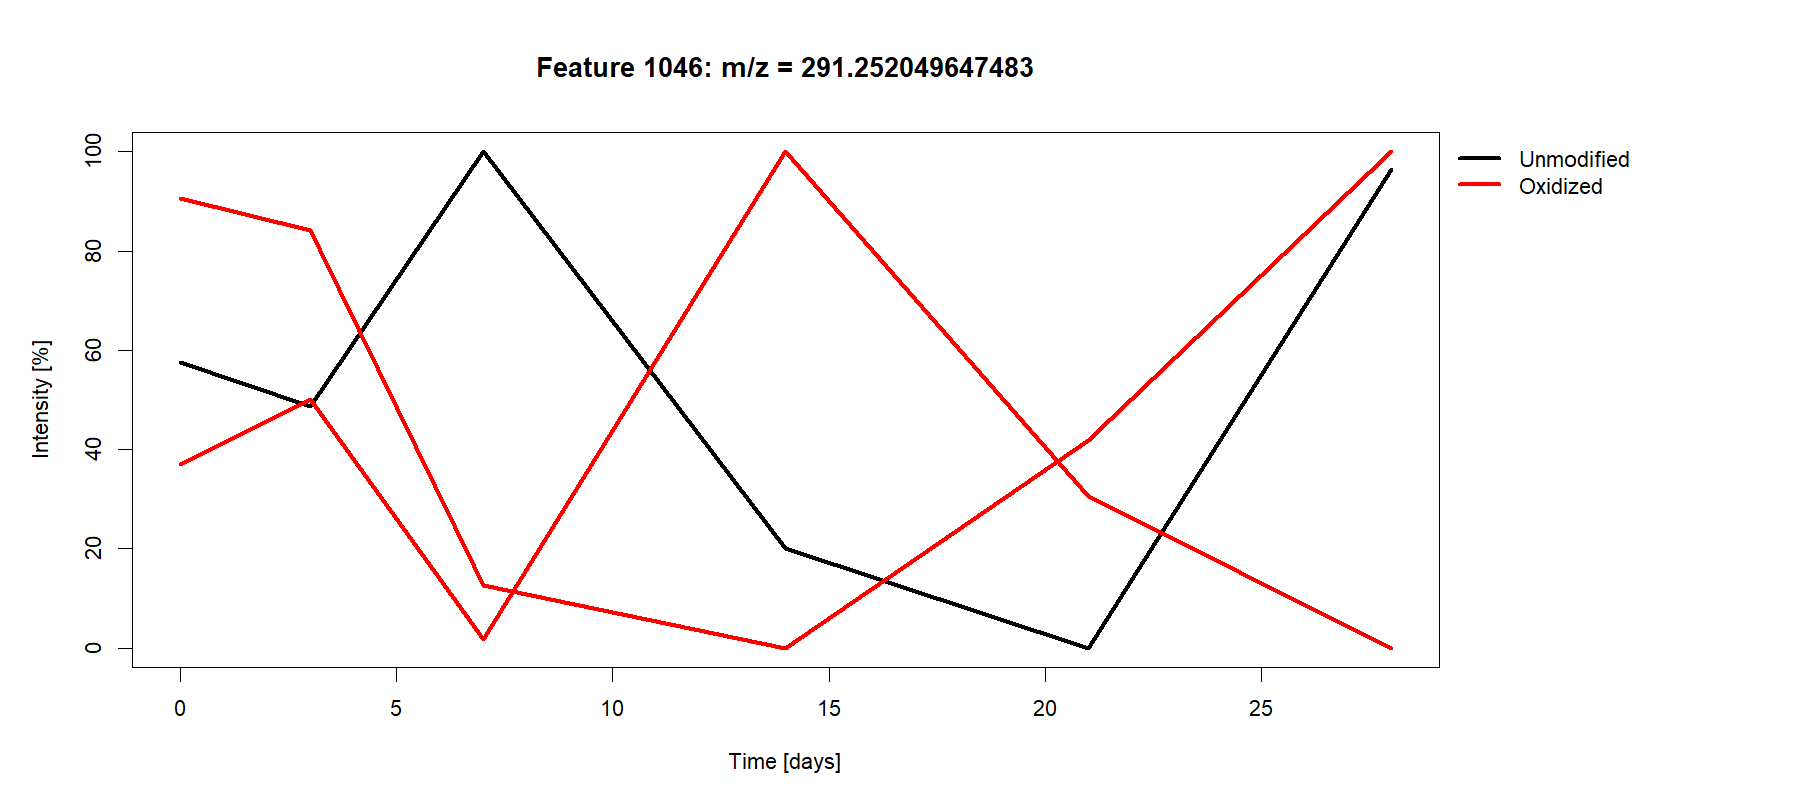 Feature 1046: m/z = 291.252049647483
Unmodified
Oxidized
Intensity [%]
100
80
60
40
20
0
0 5 10 15 20 25
Time [days]